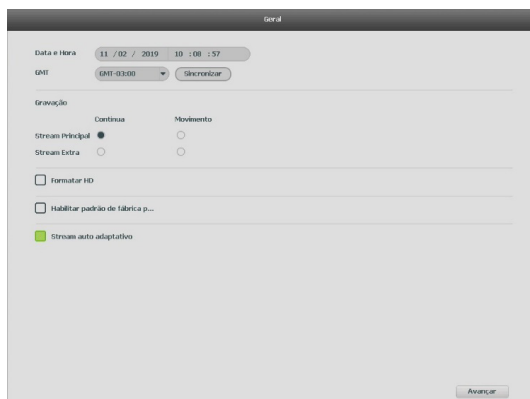 Geral
Data e Hora 11 / 02 / 2019 10 : 08 : 57
GMT GMT-03:00 Sincronizar
Gravação
Contínua Movimento
Stream Principal
Stream Extra
Formatar HD
Habilitar padrão de fábrica p...
Stream auto adaptativo
Avançar